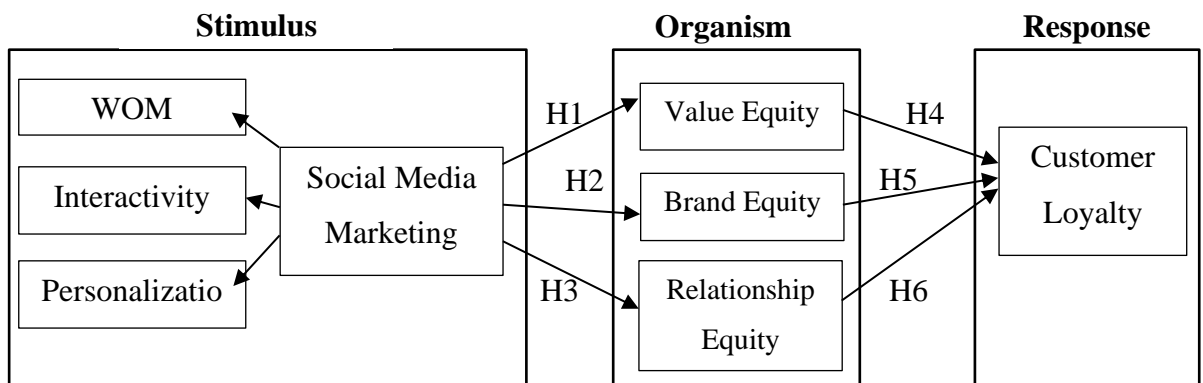 Stimulus
Organism
Response
WOM
Interactivity
Personalizatio
Social Media
Marketing
H1
H2
H3
Value Equity
Brand Equity
Relationship
Equity
H4
H5
H6
Customer
Loyalty